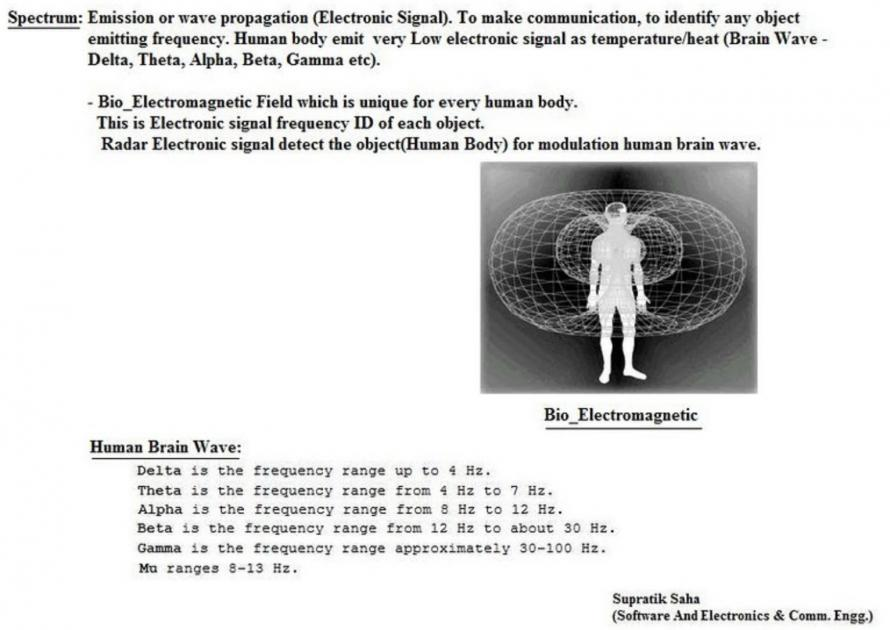 Spectrum: Emission or wave propagation (Electronic Signal). To make communication, to identify any object
emitting frequency. Human body emit very Low electronic signal as temperature/heat (Brain Wave -
Delta, Theta, Alpha, Beta, Gamma etc).
- Bio_Electromagnetic Field which is unique for every human body.
This is Electronic signal frequency ID of each object.
Radar Electronic signal detect the object(Human Body) for modulation human brain wave.
Bio_Electromagnetic
Human Brain Wave:
Delta is the frequency range up to 4 Hz.
Theta is the frequency range from 4 Hz to 7 Hz.
Alpha is the frequency range from 8 Hz to 12 Hz.
Beta is the frequency range from 12 Hz to about 30 Hz.
Gamma is the frequency range approximately 30-100 Hz.
Mu ranges 8-13 Hz.
Supratik Saha
(Software And Electronics & Comm. Engg.)